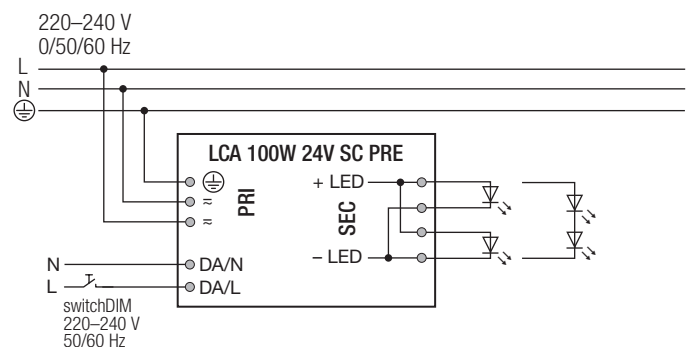 220–240 V
0/50/60 Hz
L
N
LCA 100W 24V SC PRE
+ LED
≂
PRI
SEC
≂
– LED
N
DA/N
L
DA/L
switchDIM
220–240 V
50/60 Hz